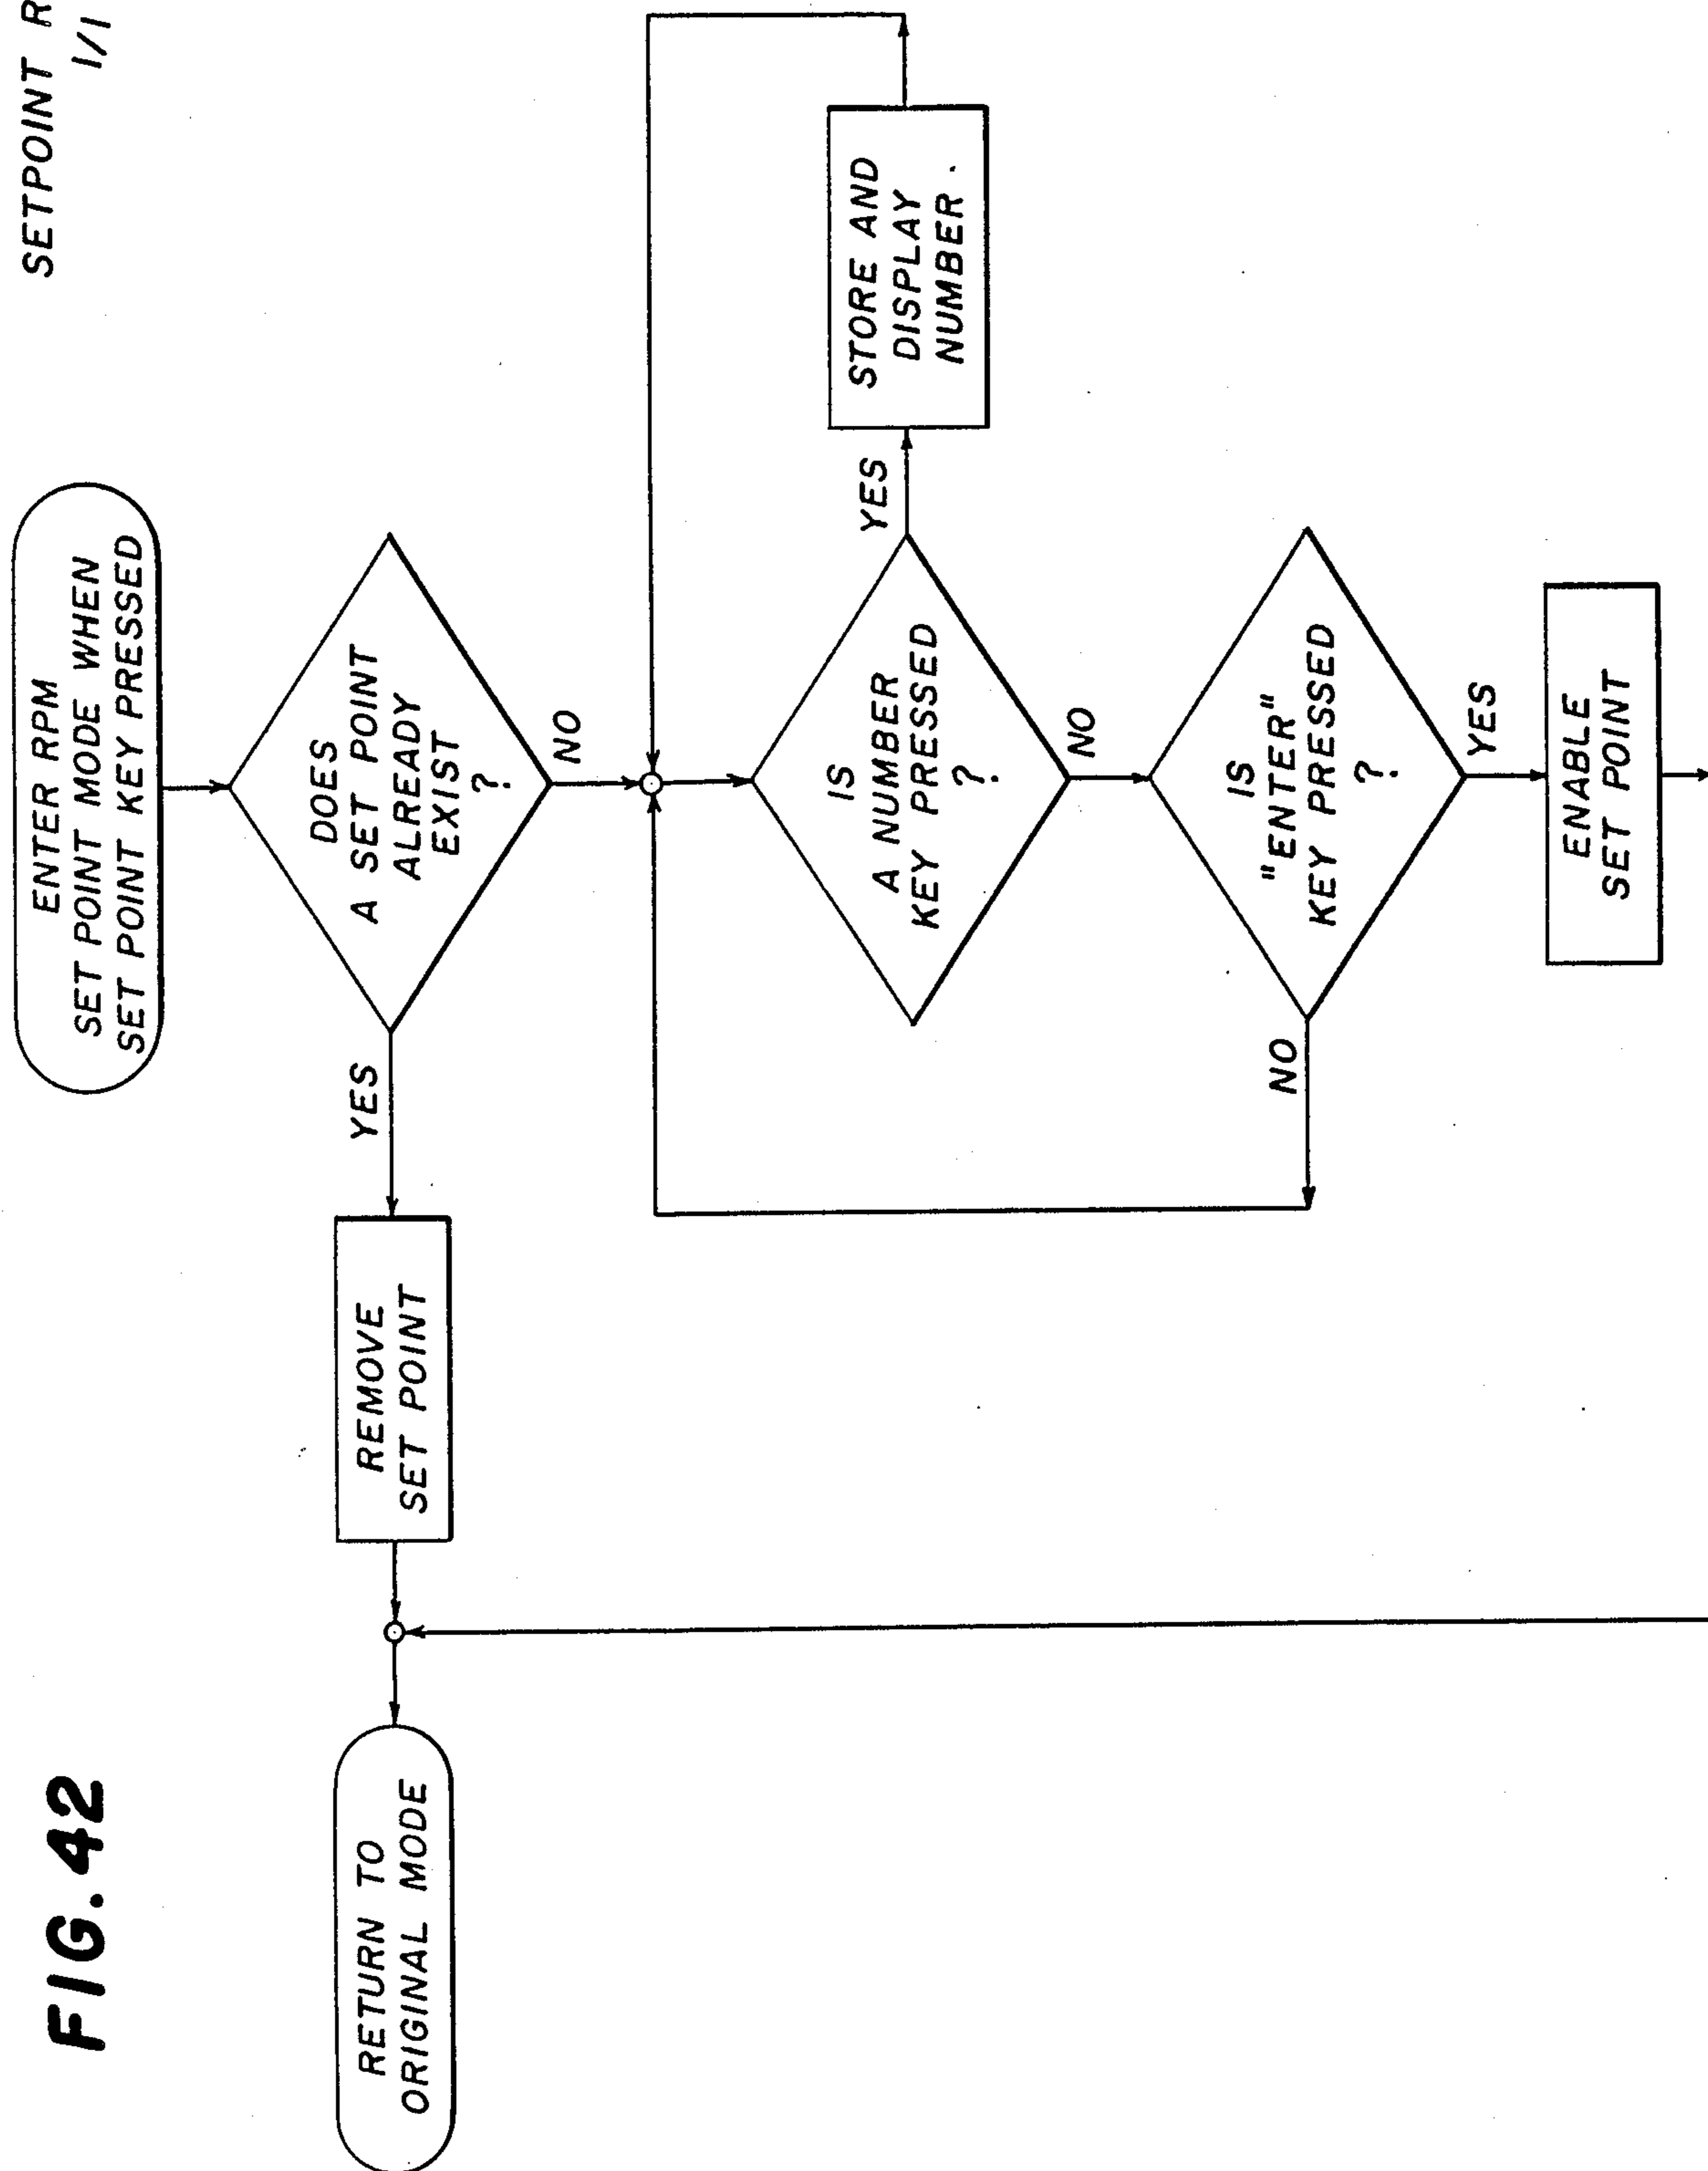 FIG. 42
SETPOINT R
1/1
ENTER RPM
SET POINT MODE WHEN
SET POINT KEY PRESSED
DOES
A SET POINT
ALREADY
EXIST
?
YES
NO
REMOVE
SET POINT
RETURN TO
ORIGINAL MODE
IS
A NUMBER
KEY PRESSED
?
YES
NO
STORE AND
DISPLAY
NUMBER.
IS
"ENTER"
KEY PRESSED
?
NO
YES
ENABLE
SET POINT